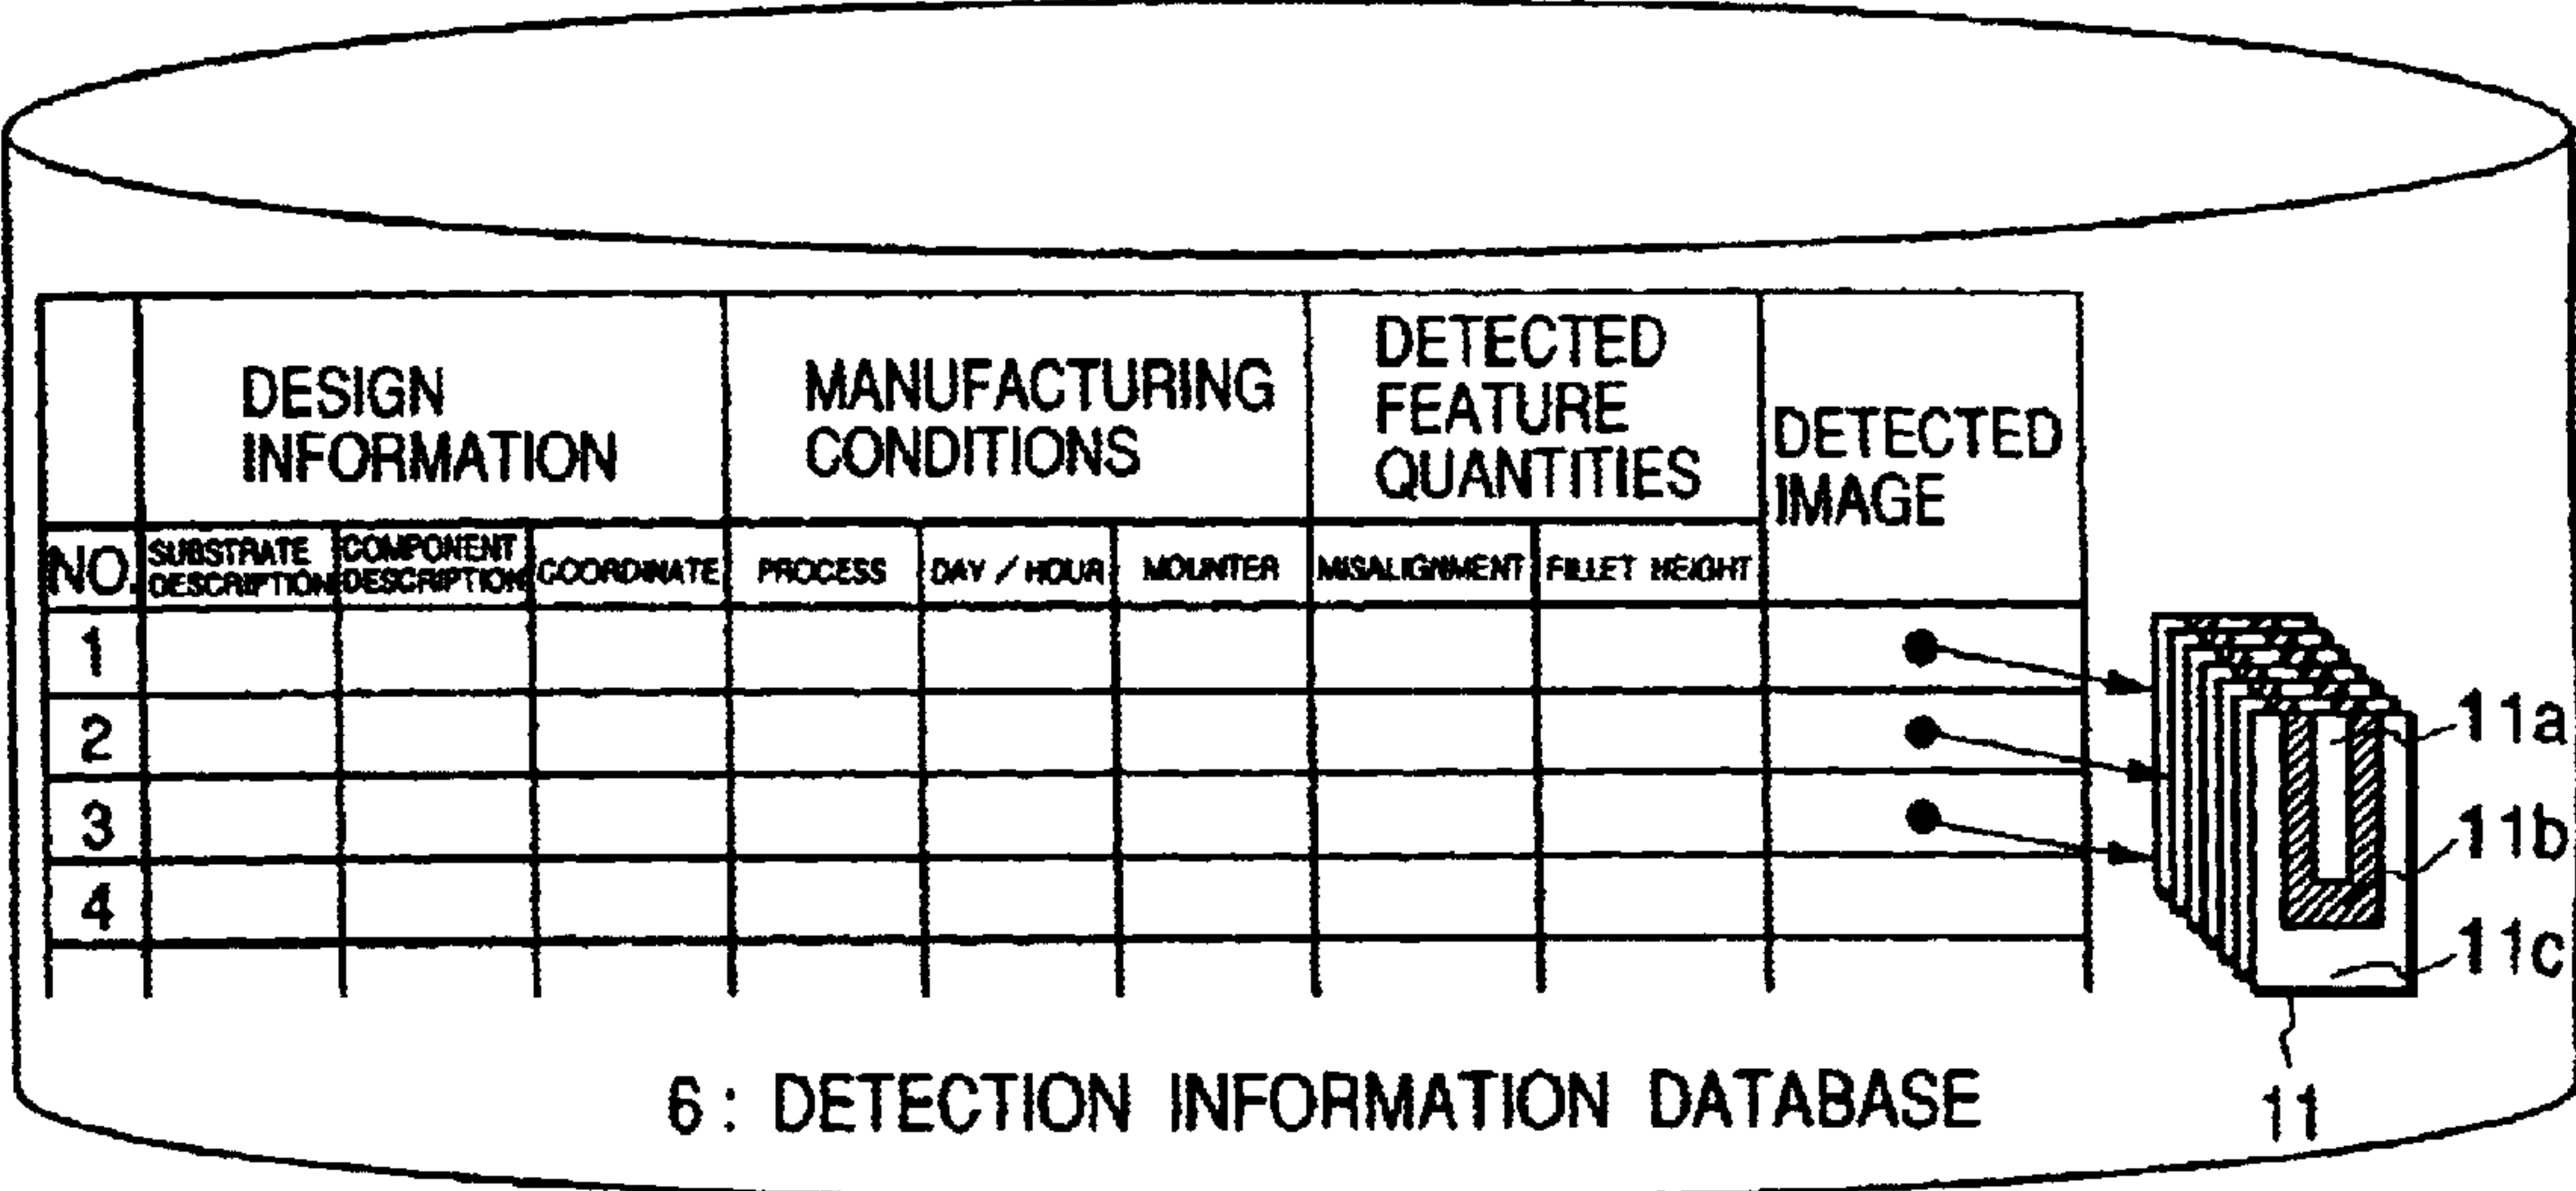 DESIGN
INFORMATION
MANUFACTURING
CONDITIONS
DETECTED
FEATURE
QUANTITIES
DETECTED
IMAGE
NO.
SUBSTRATE
DESCRIPTION
COMPONENT
DESCRIPTION
COORDINATE
PROCESS
DAY / HOUR
MOUNTER
MISALIGNMENT
FILLET HEIGHT
1
2
3
4
11a
11b
11c
11
6 : DETECTION INFORMATION DATABASE